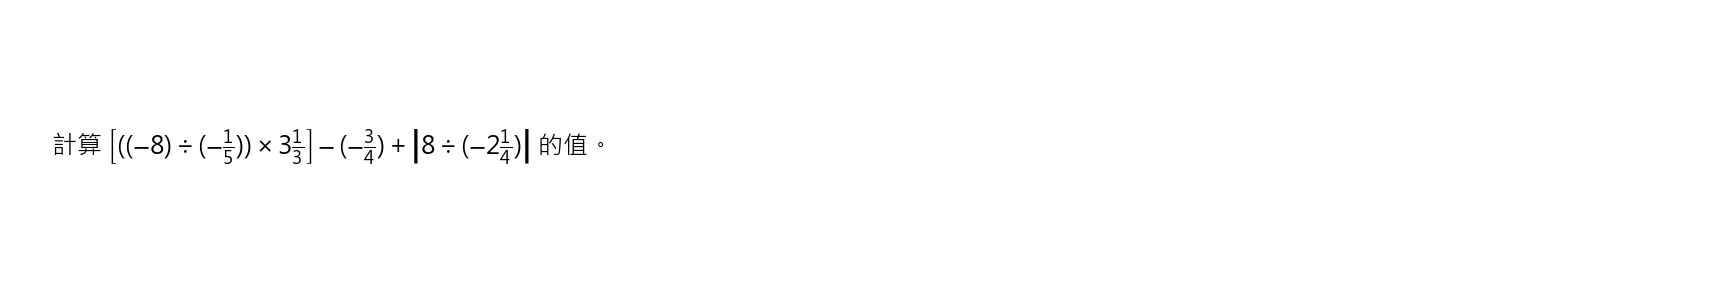 計算 [((−8) ÷ (−1/5)) × 3 1/3] − (−3/4) + |8 ÷ (−2 1/4)| 的值。